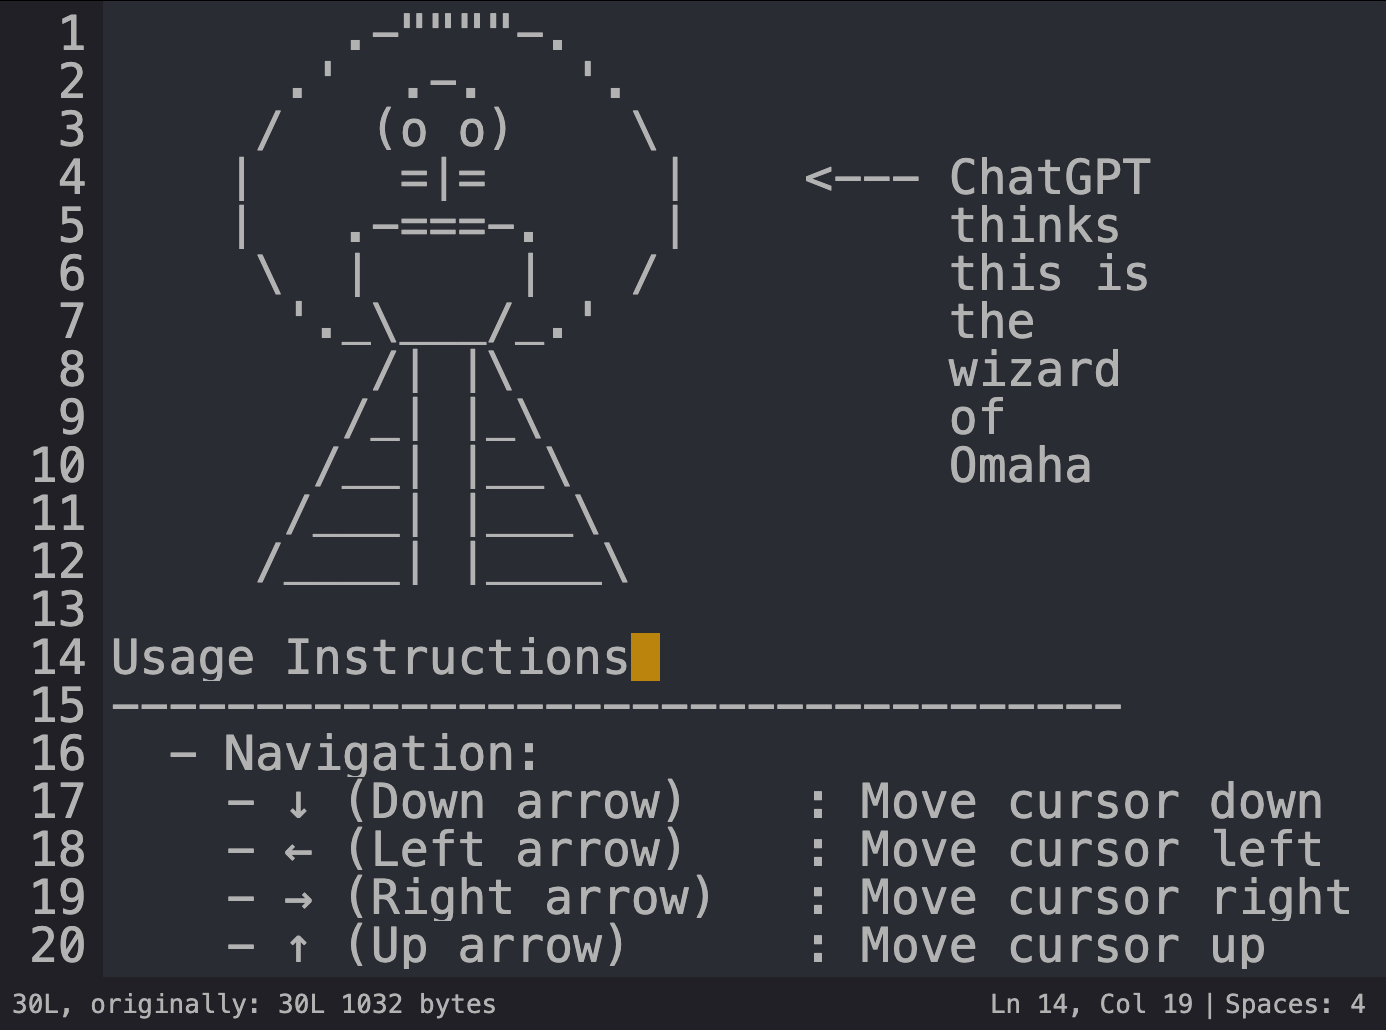 1         .-"""""-.
2       .'   .-.    '.
3      /    (o o)     \
4     |      =|=       |    <--- ChatGPT
5     |    .-===-.     |         thinks
6      \   |     |    /          this is
7       '._\____/_.'             the
8          /|  |\                wizard
9         /_|  |_\               of
10       /___|  |___\            Omaha
11      /____|  |____\
12     /_____|  |_____\
13
14 Usage Instructions
15 -----------------------------------
16   - Navigation:
17     - ↓ (Down arrow)     : Move cursor down
18     - ← (Left arrow)     : Move cursor left
19     - → (Right arrow)    : Move cursor right
20     - ↑ (Up arrow)       : Move cursor up
30L, originally: 30L 1032 bytes    Ln 14, Col 19 | Spaces: 4